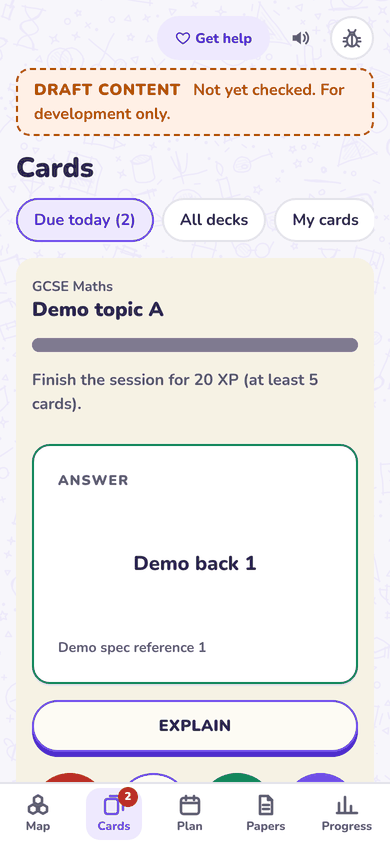 Get help
DRAFT CONTENT Not yet checked. For
development only.
Cards
Due today (2)
All decks
My cards
GCSE Maths
Demo topic A
Finish the session for 20 XP (at least 5
cards).
ANSWER
Demo back 1
Demo spec reference 1
EXPLAIN
2
Map
Cards
Plan
Papers
Progress